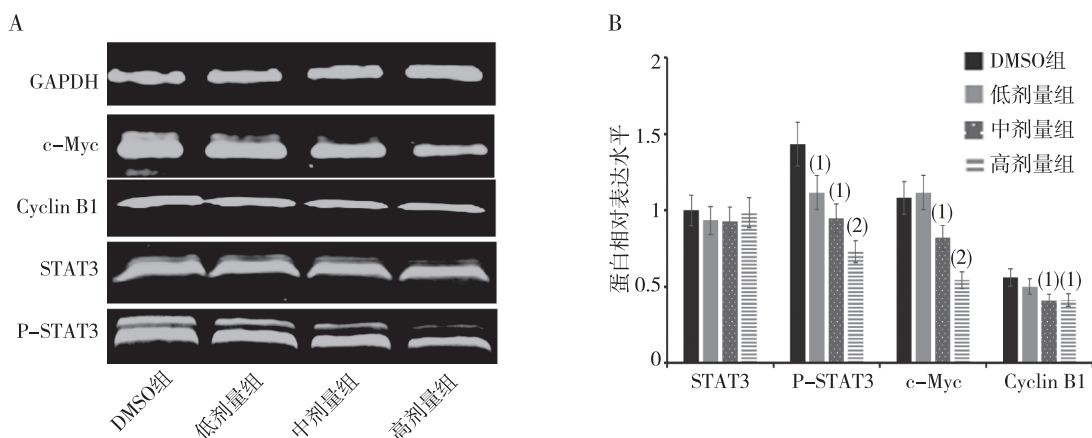 A
GAPDH
c-Myc
Cyclin B1
STAT3
P-STAT3
DMSO组
低剂量组
中剂量组
高剂量组
B
蛋白相对表达水平
2
1.5
1
0.5
0
DMSO组
低剂量组
中剂量组
高剂量组
(1)
(1)
(2)
(1)
(2)
(1)(1)
STAT3
P-STAT3
c-Myc
Cyclin B1